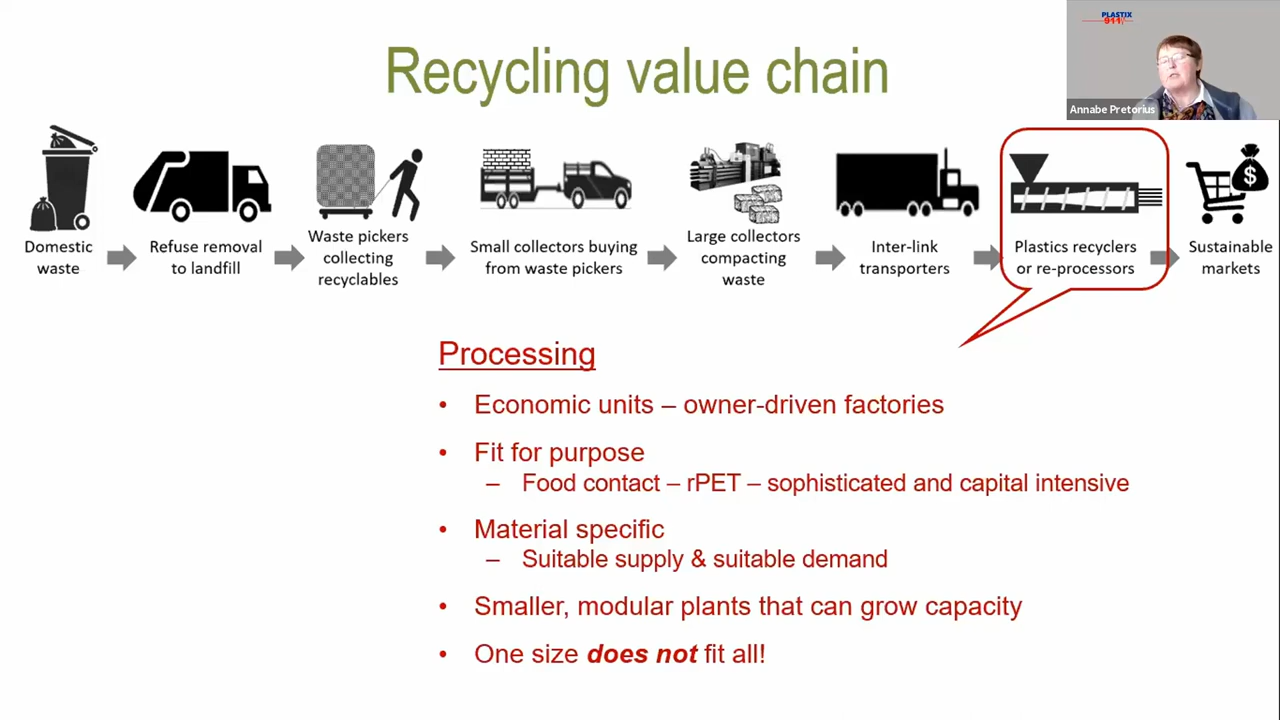 PLASTIX
911
Annabe Pretorius
Recycling value chain
$
Domestic
waste
Refuse removal
to landfill
Waste pickers
collecting
recyclables
Small collectors buying
from waste pickers
Large collectors
compacting
waste
Inter-link
transporters
Plastics recyclers
or re-processors
Sustainable
markets
Processing
• Economic units – owner-driven factories
• Fit for purpose
– Food contact – rPET – sophisticated and capital intensive
• Material specific
– Suitable supply & suitable demand
• Smaller, modular plants that can grow capacity
• One size does not fit all!